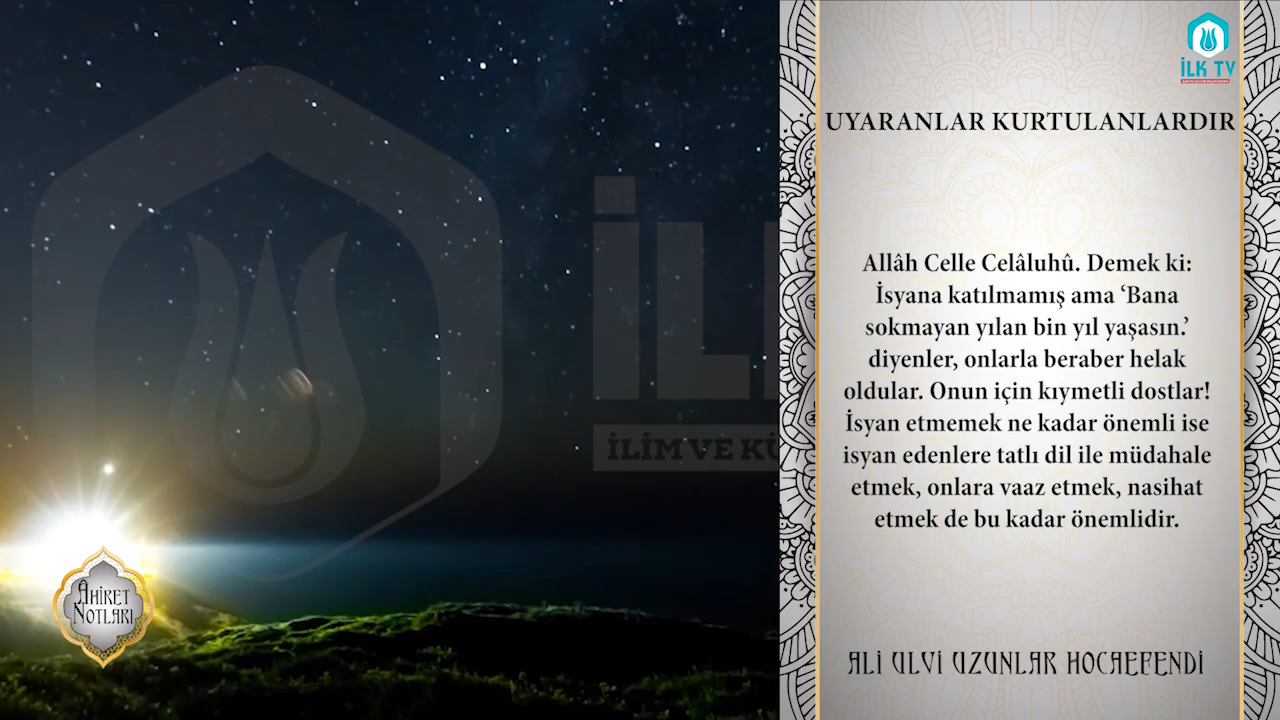 İLK TV
UYARANLAR KURTULANLARDIR
Allâh Celle Celâluhû. Demek ki:
İsyana katılmamış ama ‘Bana
sokmayan yılan bin yıl yaşasın.’
diyenler, onlarla beraber helak
oldular. Onun için kıymetli dostlar!
İsyan etmemek ne kadar önemli ise
isyan edenlere tatlı dil ile müdahale
etmek, onlara vaaz etmek, nasihat
etmek de bu kadar önemlidir.
ALİ ULVİ UZUNLAR HOCAEFENDİ
AHİRET
NOTLARI
İL
İLİM VE KÜ